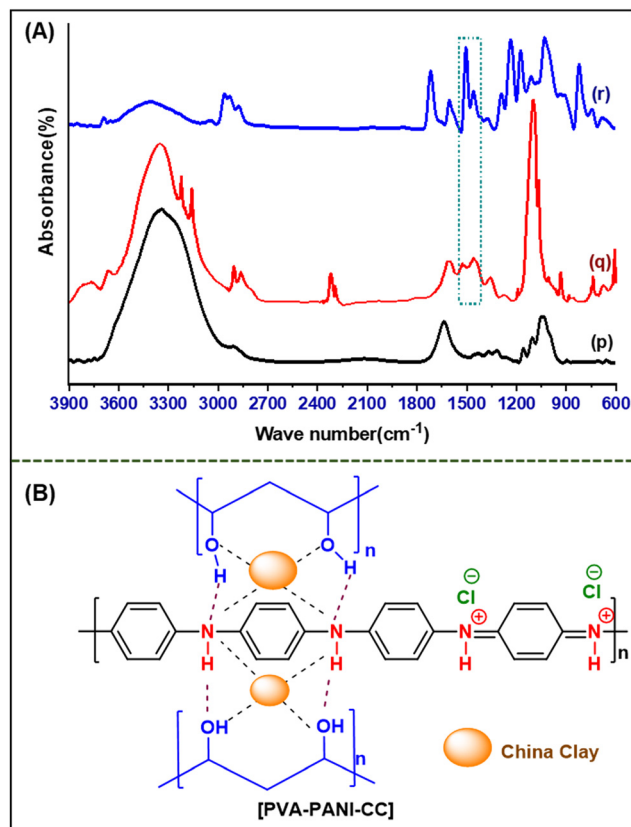 (A)
Absorbance(%)
(r)
(q)
(p)
3900 3600 3300 3000 2700 2400 2100 1800 1500 1200 900 600
Wave number(cm⁻¹)
(B)
n
O O
H H
⊖ ⊖
Cl Cl
⊕ ⊕
N N N N
H H H H
n
OH OH
n
China Clay
[PVA-PANI-CC]